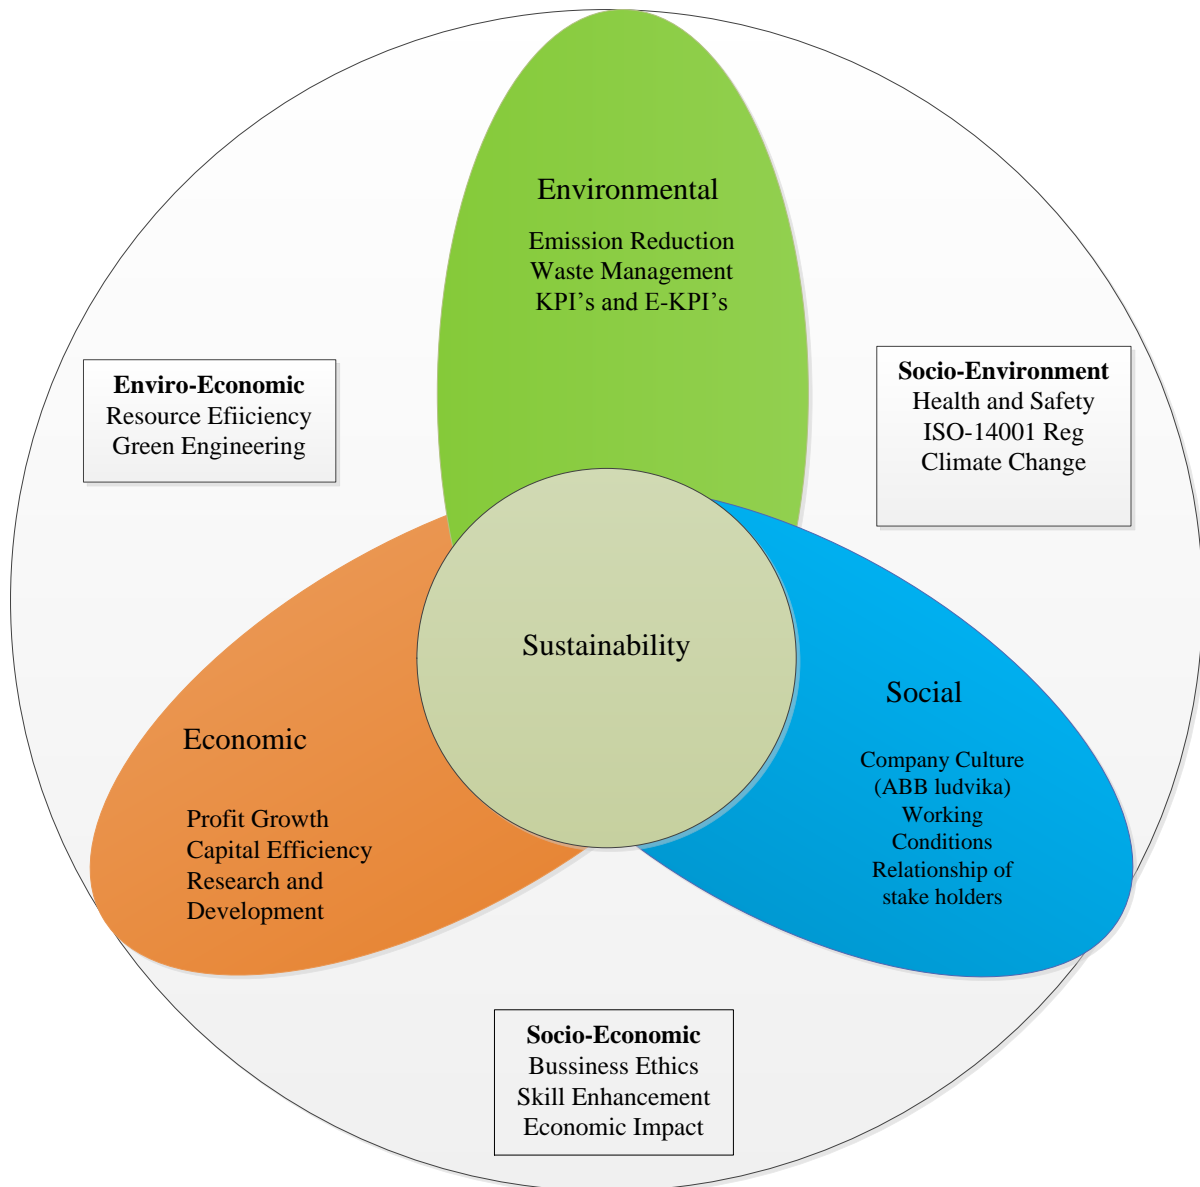 Environmental
Emission Reduction
Waste Management
KPI’s and E-KPI’s
Enviro-Economic
Resource Efiiciency
Green Engineering
Socio-Environment
Health and Safety
ISO-14001 Reg
Climate Change
Sustainability
Economic
Profit Growth
Capital Efficiency
Research and
Development
Social
Company Culture
(ABB ludvika)
Working
Conditions
Relationship of
stake holders
Socio-Economic
Bussiness Ethics
Skill Enhancement
Economic Impact